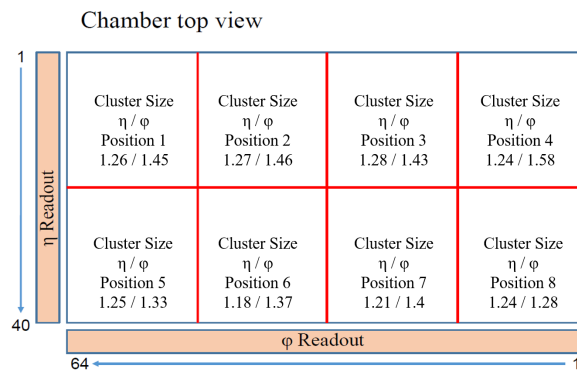 Chamber top view
1
η Readout
40
Cluster Size
η / φ
Position 1
1.26 / 1.45
Cluster Size
η / φ
Position 2
1.27 / 1.46
Cluster Size
η / φ
Position 3
1.28 / 1.43
Cluster Size
η / φ
Position 4
1.24 / 1.58
Cluster Size
η / φ
Position 5
1.25 / 1.33
Cluster Size
η / φ
Position 6
1.18 / 1.37
Cluster Size
η / φ
Position 7
1.21 / 1.4
Cluster Size
η / φ
Position 8
1.24 / 1.28
φ Readout
64
1